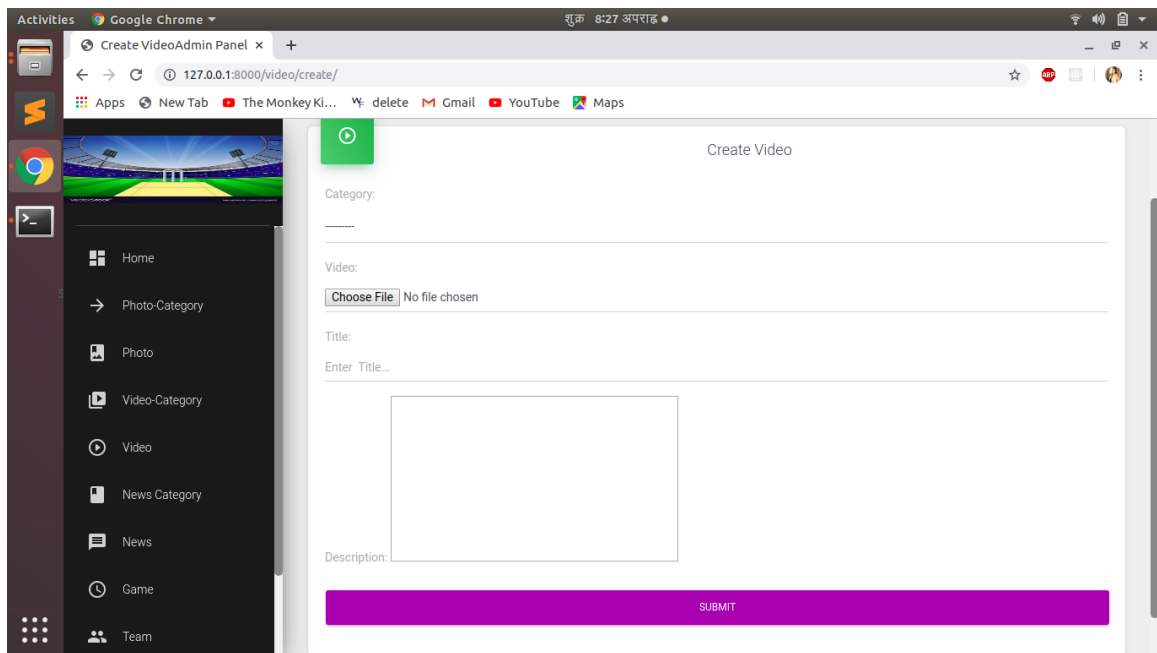 Activities Google Chrome शुक्र 8:27 अपराह्न
Create VideoAdmin Panel
127.0.0.1:8000/video/create/
ABP
Apps New Tab The Monkey Ki... delete Gmail YouTube Maps
Create Video
Category:
---------
Video:
Choose File No file chosen
Title:
Enter Title...
Description:
SUBMIT
Home
Photo-Category
Photo
Video-Category
Video
News Category
News
Game
Team